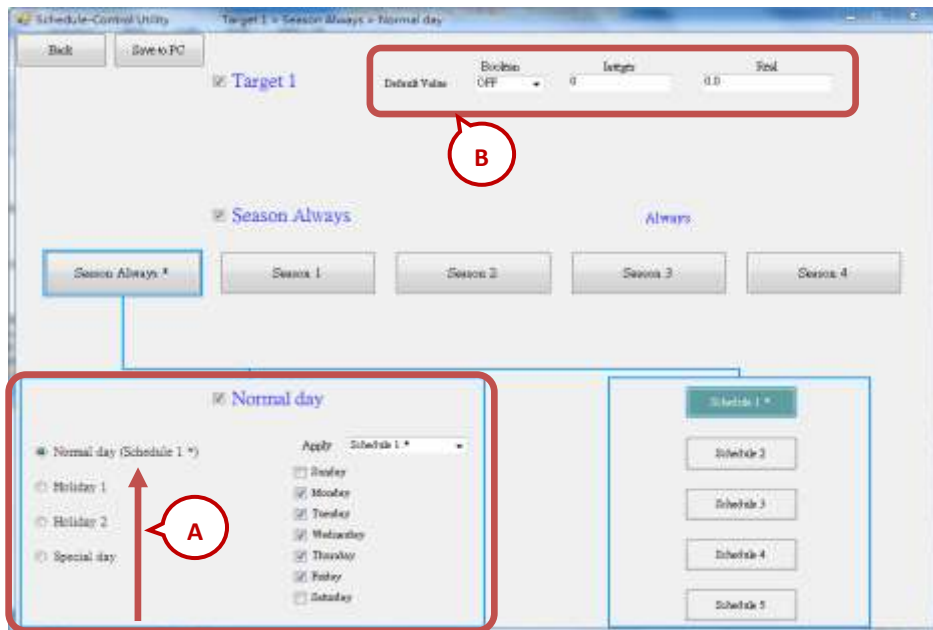 Schedule-Control Utility Target 1 > Season Always > Normal day
Back Save to PC
Target 1
Boolean Integer Real
Default Value OFF 0 0.0
B
Season Always Always
Season Always * Season 1 Season 2 Season 3 Season 4
Normal day
Schedule 1 *
Normal day (Schedule 1 *) Apply Schedule 1 *
Sunday
Schedule 2
Holiday 1 Monday
Tuesday Schedule 3
Holiday 2 Wednesday
A
Special day Thursday Schedule 4
Friday
Saturday Schedule 5